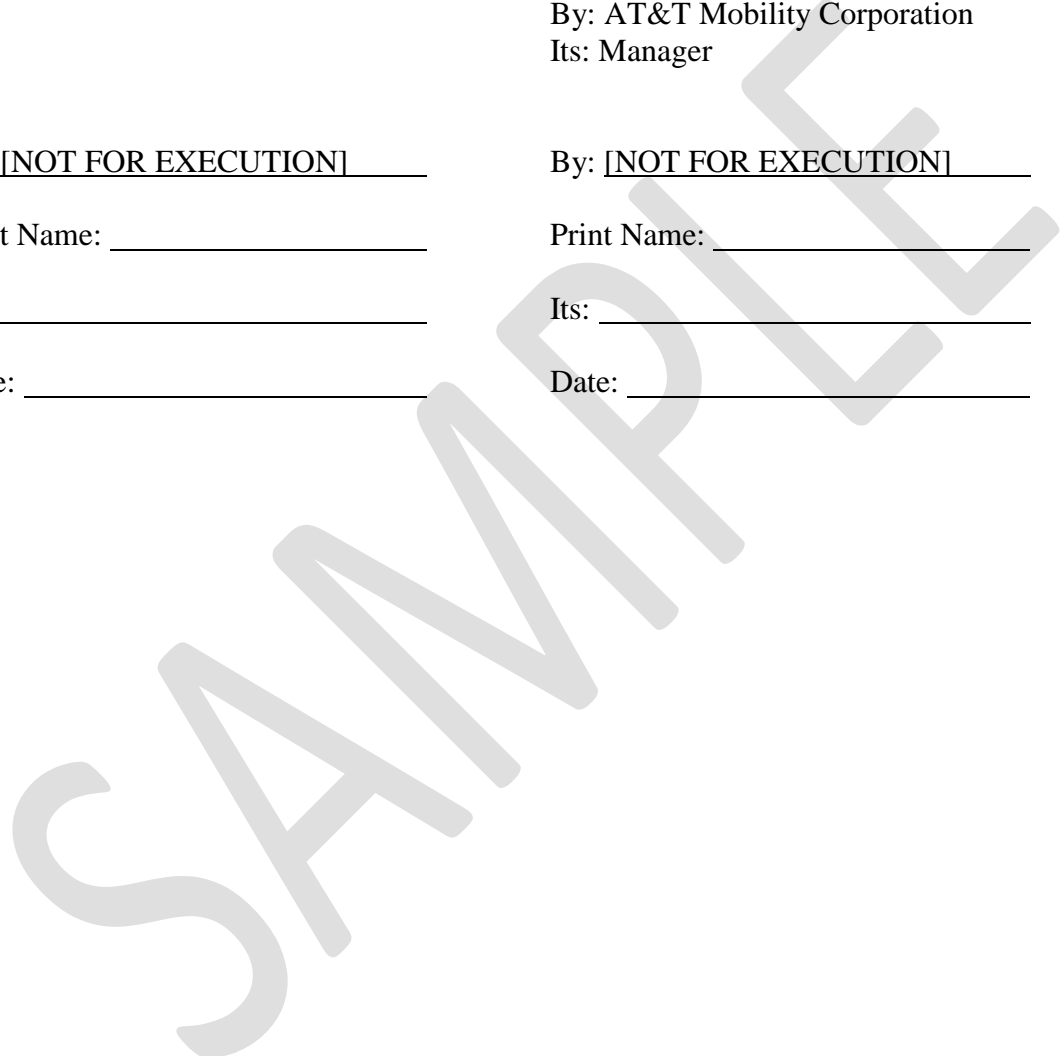 By: AT&T Mobility Corporation
Its: Manager
[NOT FOR EXECUTION]
By: [NOT FOR EXECUTION]
t Name:
Print Name:
Its:
e:
Date:
SAMPLE